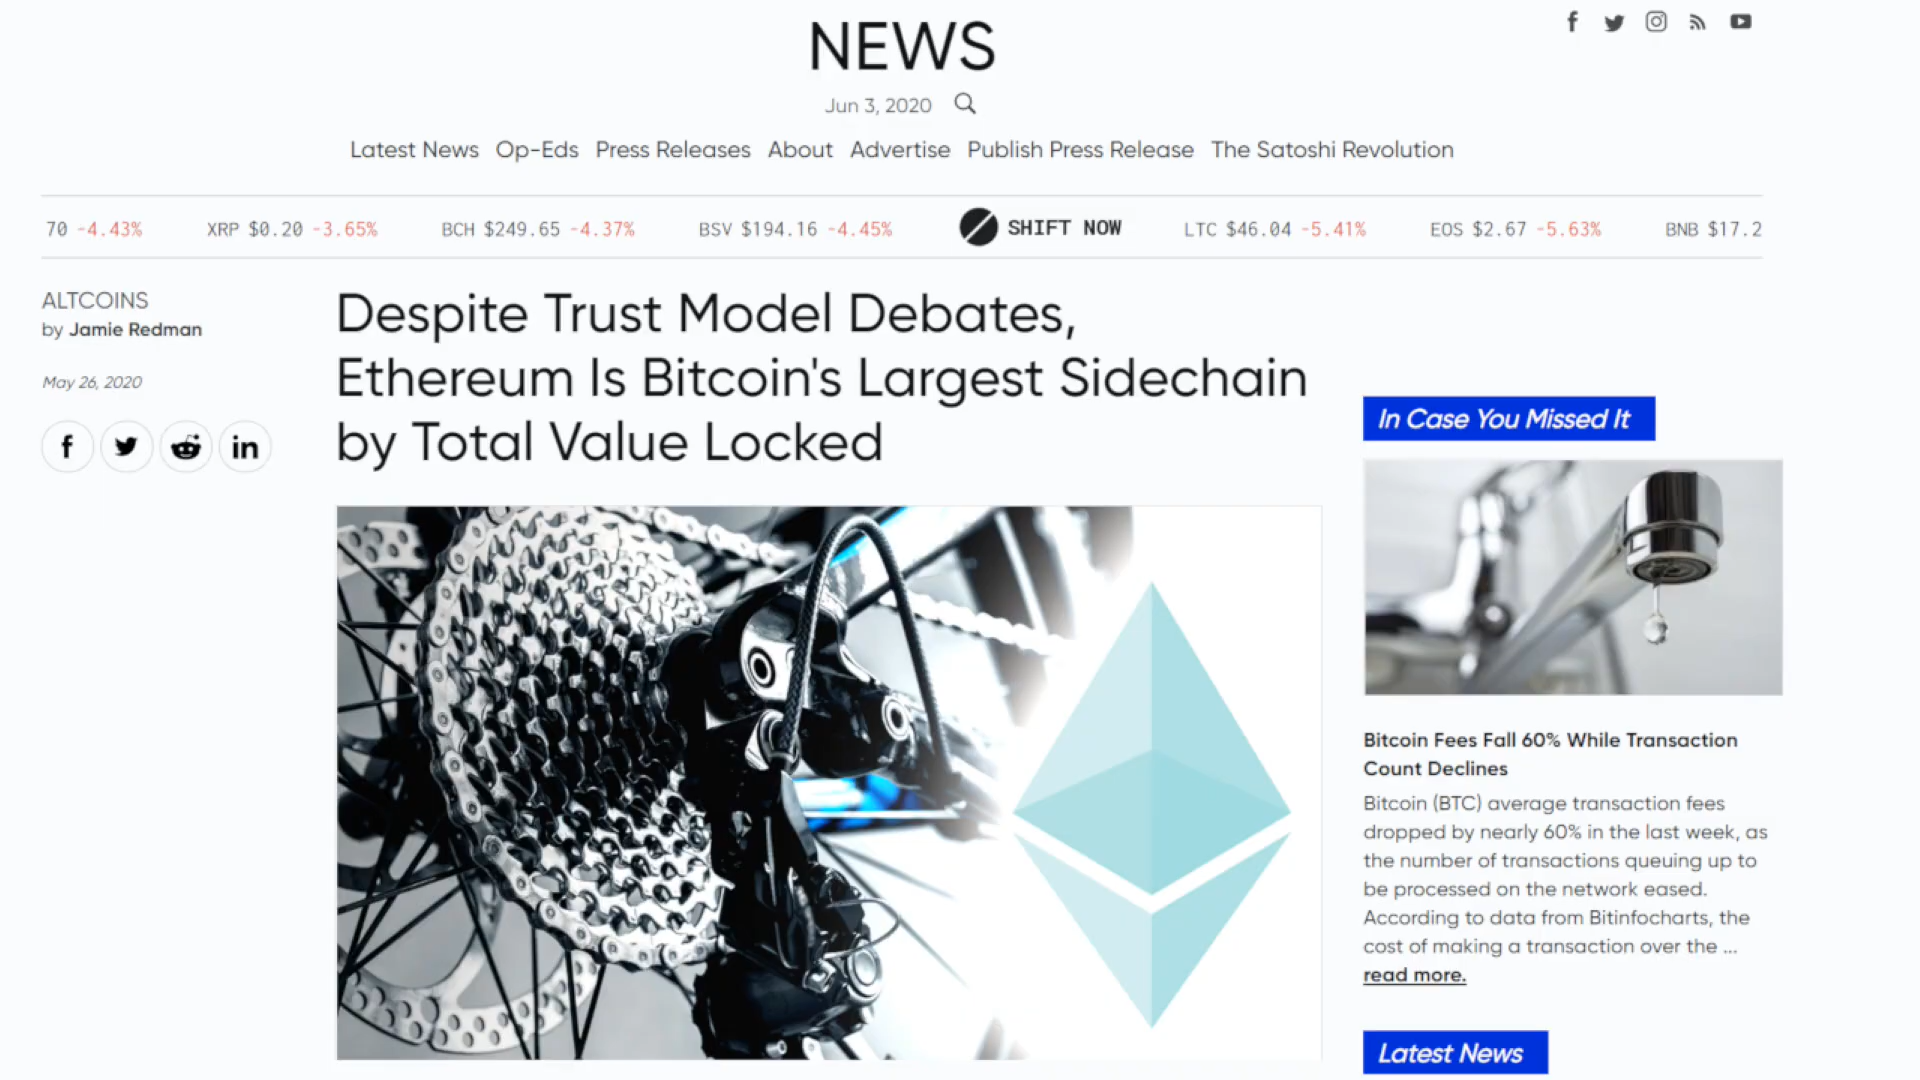 NEWS
Jun 3, 2020
Latest News Op-Eds Press Releases About Advertise Publish Press Release The Satoshi Revolution
70 -4.43% XRP $0.20 -3.65% BCH $249.65 -4.37% BSV $194.16 -4.45% SHIFT NOW LTC $46.04 -5.41% EOS $2.67 -5.63% BNB $17.2
ALTCOINS
by Jamie Redman
May 26, 2020
f
in
Despite Trust Model Debates,
Ethereum Is Bitcoin's Largest Sidechain
by Total Value Locked
In Case You Missed It
Bitcoin Fees Fall 60% While Transaction
Count Declines
Bitcoin (BTC) average transaction fees
dropped by nearly 60% in the last week, as
the number of transactions queuing up to
be processed on the network eased.
According to data from Bitinfocharts, the
cost of making a transaction over the ...
read more.
Latest News